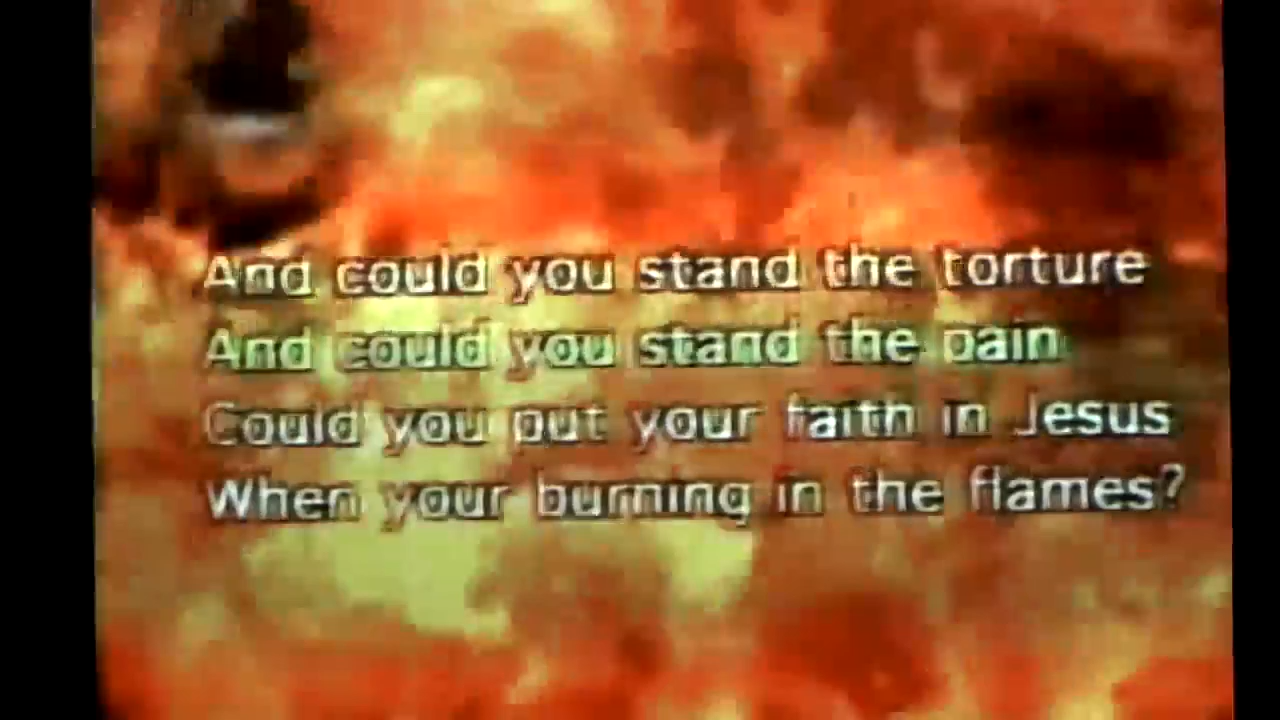 And could you stand the torture
And could you stand the pain
Could you put your faith in Jesus
When your burning in the flames?